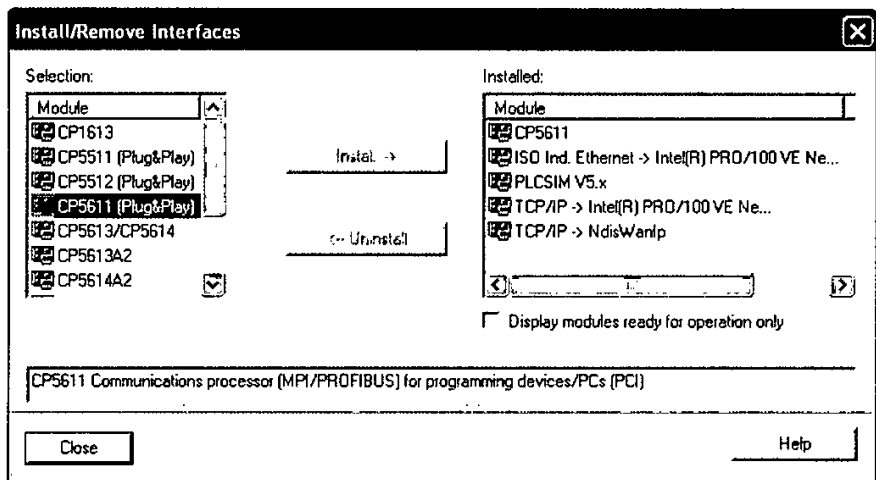 Install/Remove Interfaces
Selection:
Module
CP1613
CP5511 (Plug&Play)
CP5512 (Plug&Play)
CP5611 (Plug&Play)
CP5613/CP5614
CP5613A2
CP5614A2
Install ->
<-- Uninstall
Installed:
Module
CP5611
ISO Ind. Ethernet -> Intel(R) PRO/100 VE Ne...
PLCSIM V5.x
TCP/IP -> Intel(R) PRO/100 VE Ne...
TCP/IP -> NdisWanIp
Display modules ready for operation only
CP5611 Communications processor (MPI/PROFIBUS) for programming devices/PCs (PCI)
Close
Help